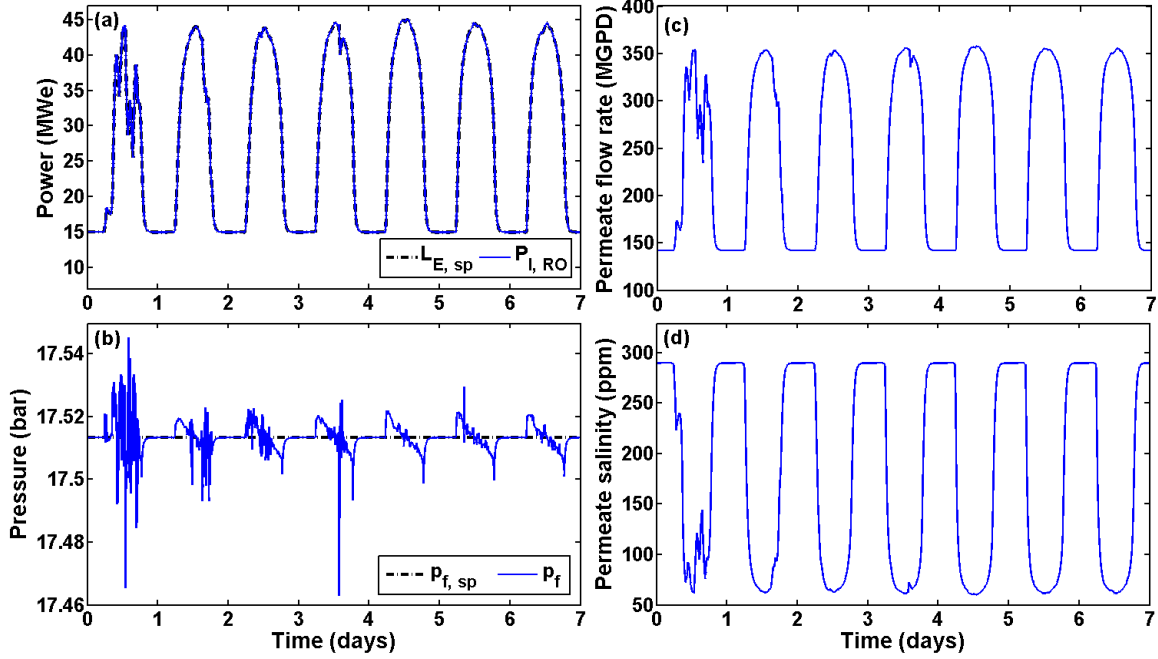 (a)
Power (MWe)
45
40
35
30
25
20
15
10
L_E, sp P_I, RO
0 1 2 3 4 5 6 7
(b)
Pressure (bar)
17.54
17.52
17.5
17.48
17.46
p_f, sp p_f
0 1 2 3 4 5 6 7
Time (days)
(c)
Permeate flow rate (MGPD)
400
350
300
250
200
150
100
0 1 2 3 4 5 6 7
(d)
Permeate salinity (ppm)
300
250
200
150
100
50
0 1 2 3 4 5 6 7
Time (days)